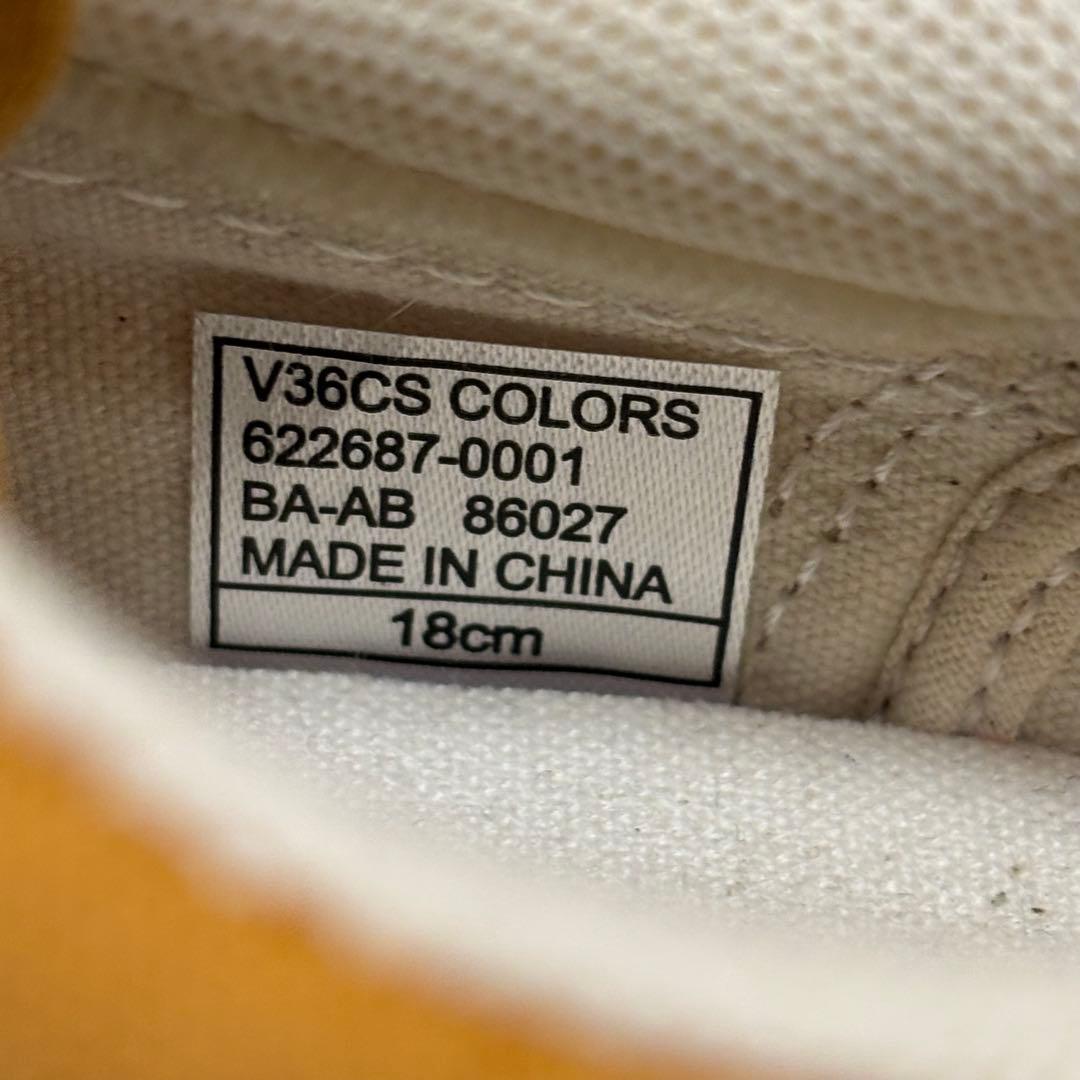 V36CS COLORS
622687-0001
BA-AB 86027
MADE IN CHINA
18cm